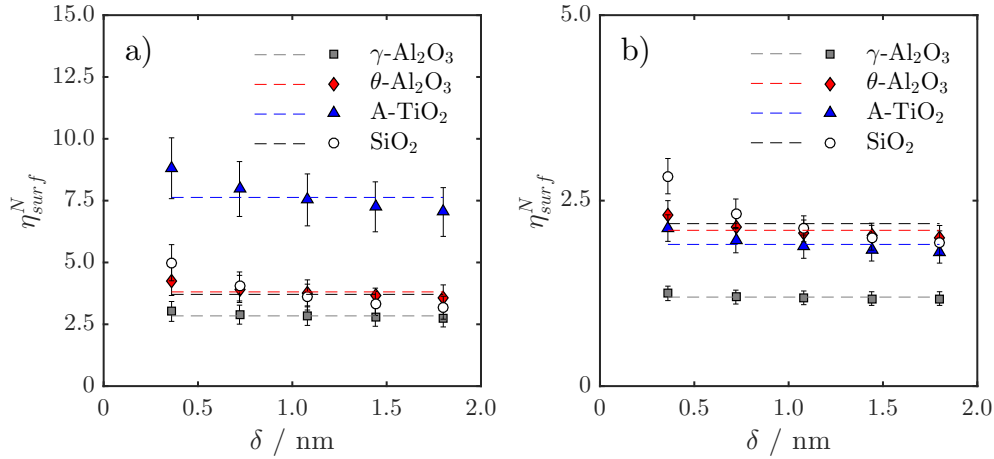 a)
γ-Al₂O₃
θ-Al₂O₃
A-TiO₂
SiO₂
15.0
12.5
10.0
7.5
5.0
2.5
0
η^N_surf
0 0.5 1.0 1.5 2.0
δ / nm
b)
γ-Al₂O₃
θ-Al₂O₃
A-TiO₂
SiO₂
5.0
2.5
0
η^N_surf
0 0.5 1.0 1.5 2.0
δ / nm